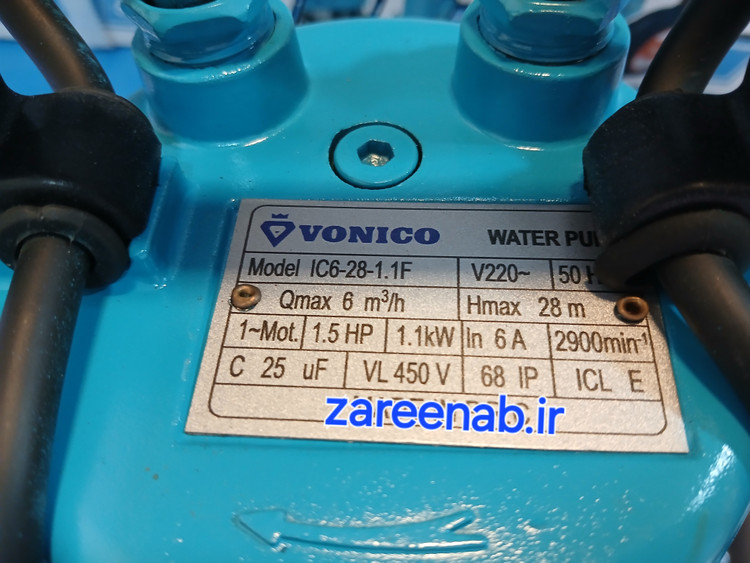 VONICO WATER
Model IC6-28-1.1F V220~ 50
Qmax 6 m³/h Hmax 28 m
1~Mot. 1.5 HP 1.1kW In 6 A 2900min-¹
C 25 uF VL 450 V 68 IP ICL E
zareenab.ir